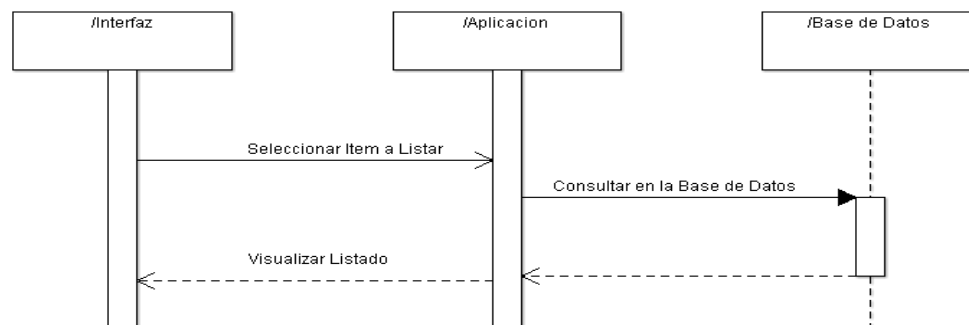 /Interfaz
/Aplicacion
/Base de Datos
Seleccionar Item a Listar
Consultar en la Base de Datos
Visualizar Listado